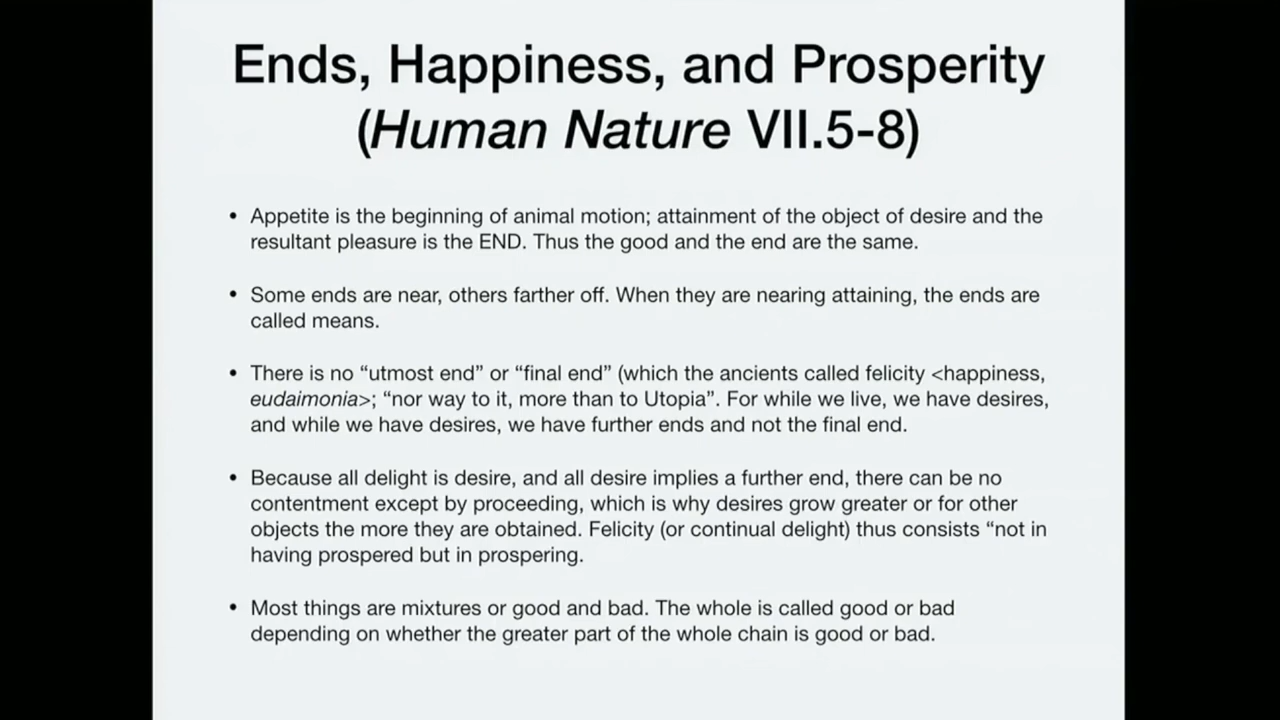 Ends, Happiness, and Prosperity
(Human Nature VII.5-8)
• Appetite is the beginning of animal motion; attainment of the object of desire and the
resultant pleasure is the END. Thus the good and the end are the same.
• Some ends are near, others farther off. When they are nearing attaining, the ends are
called means.
• There is no “utmost end” or “final end” (which the ancients called felicity <happiness,
eudaimonia>; “nor way to it, more than to Utopia”. For while we live, we have desires,
and while we have desires, we have further ends and not the final end.
• Because all delight is desire, and all desire implies a further end, there can be no
contentment except by proceeding, which is why desires grow greater or for other
objects the more they are obtained. Felicity (or continual delight) thus consists “not in
having prospered but in prospering.
• Most things are mixtures or good and bad. The whole is called good or bad
depending on whether the greater part of the whole chain is good or bad.